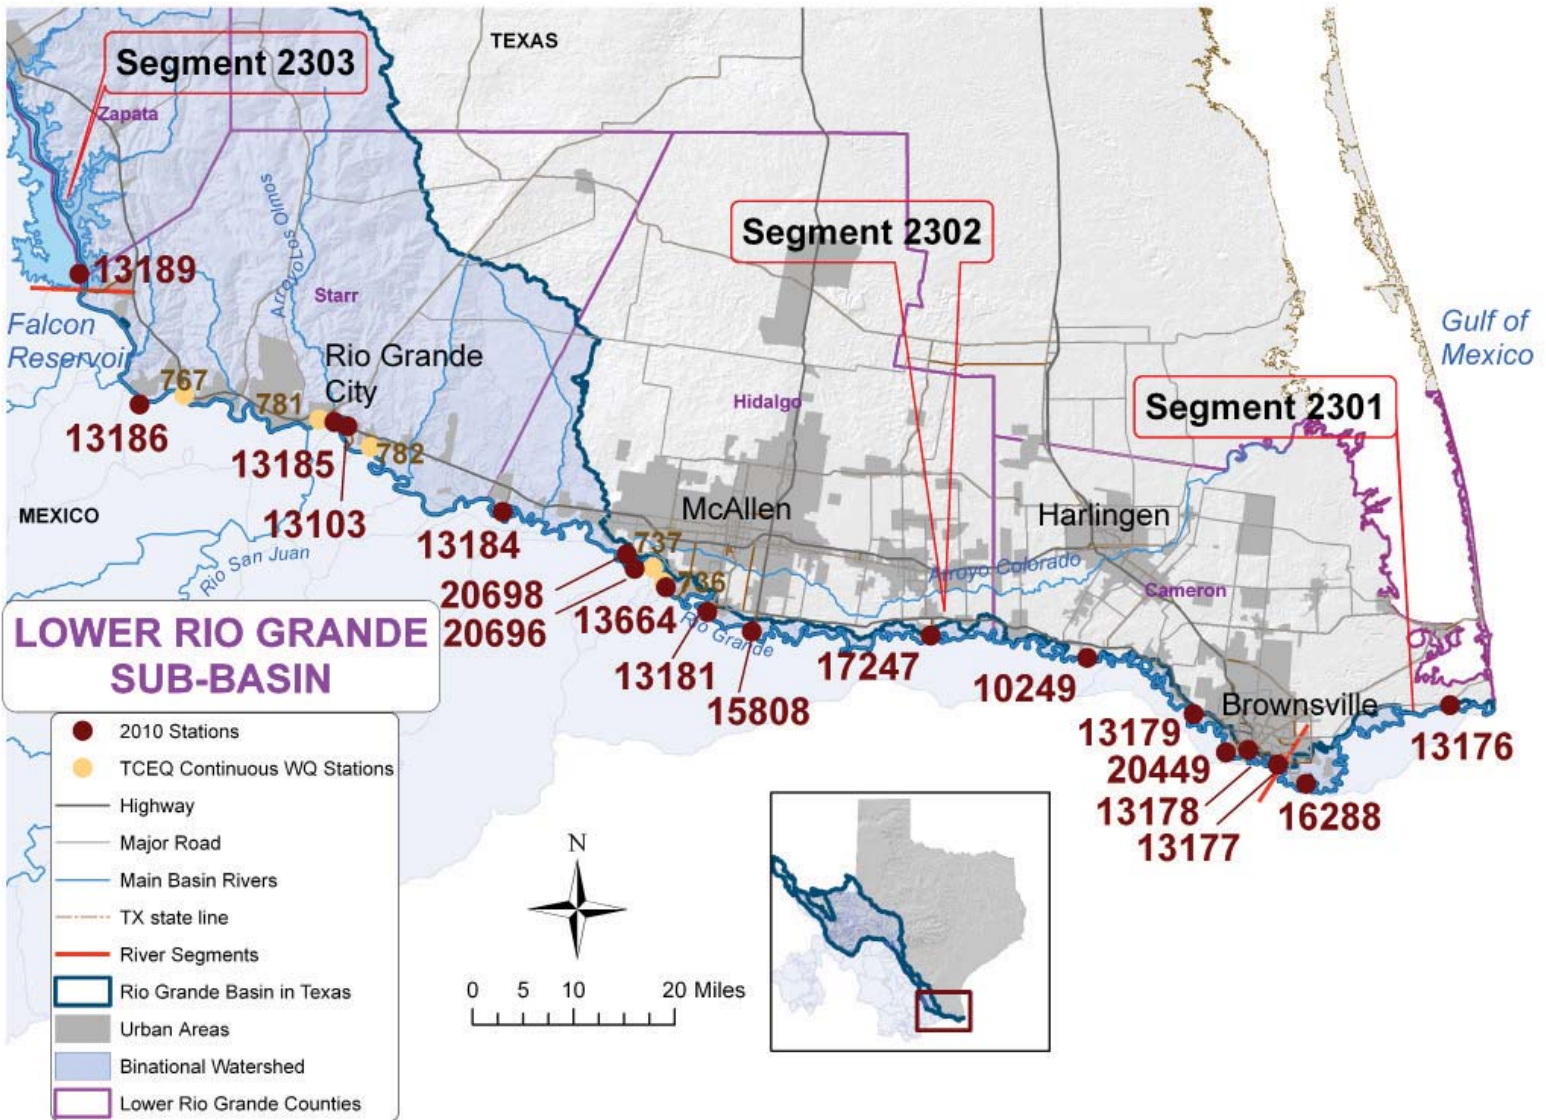 TEXAS
Segment 2303
Zapata
Arroyo Los Olmos
Segment 2302
13189
Starr
Falcon
Reservoir
Gulf of
Mexico
Rio Grande
City
767
781
Hidalgo
Segment 2301
13186
13185
782
MEXICO
13103
McAllen
Harlingen
13184
Rio San Juan
737
Arroyo Colorado
736
Cameron
20698
20696
13664
Rio Grande
13181
17247
15808
10249
Brownsville
13179
20449
13178
13177
16288
13176
LOWER RIO GRANDE
SUB-BASIN
2010 Stations
TCEQ Continuous WQ Stations
Highway
Major Road
Main Basin Rivers
TX state line
River Segments
Rio Grande Basin in Texas
Urban Areas
Binational Watershed
Lower Rio Grande Counties
N
0 5 10 20 Miles